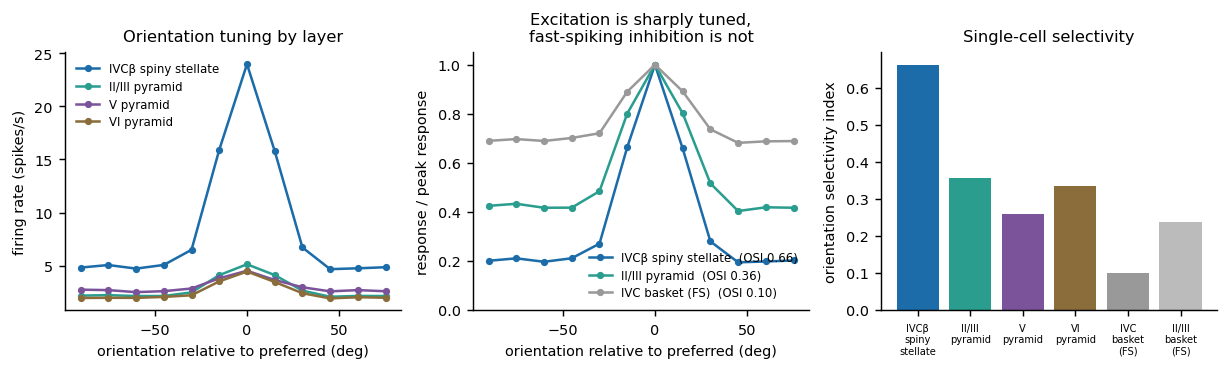 Orientation tuning by layer
firing rate (spikes/s)
25
20
15
10
5
IVCβ spiny stellate
II/III pyramid
V pyramid
VI pyramid
−50
0
50
orientation relative to preferred (deg)
Excitation is sharply tuned,
fast-spiking inhibition is not
response / peak response
1.0
0.8
0.6
0.4
0.2
0.0
IVCβ spiny stellate (OSI 0.66)
II/III pyramid (OSI 0.36)
IVC basket (FS) (OSI 0.10)
−50
0
50
orientation relative to preferred (deg)
Single-cell selectivity
orientation selectivity index
0.6
0.5
0.4
0.3
0.2
0.1
0.0
IVCβ
spiny
stellate
II/III
pyramid
V
pyramid
VI
pyramid
IVC
basket
(FS)
II/III
basket
(FS)